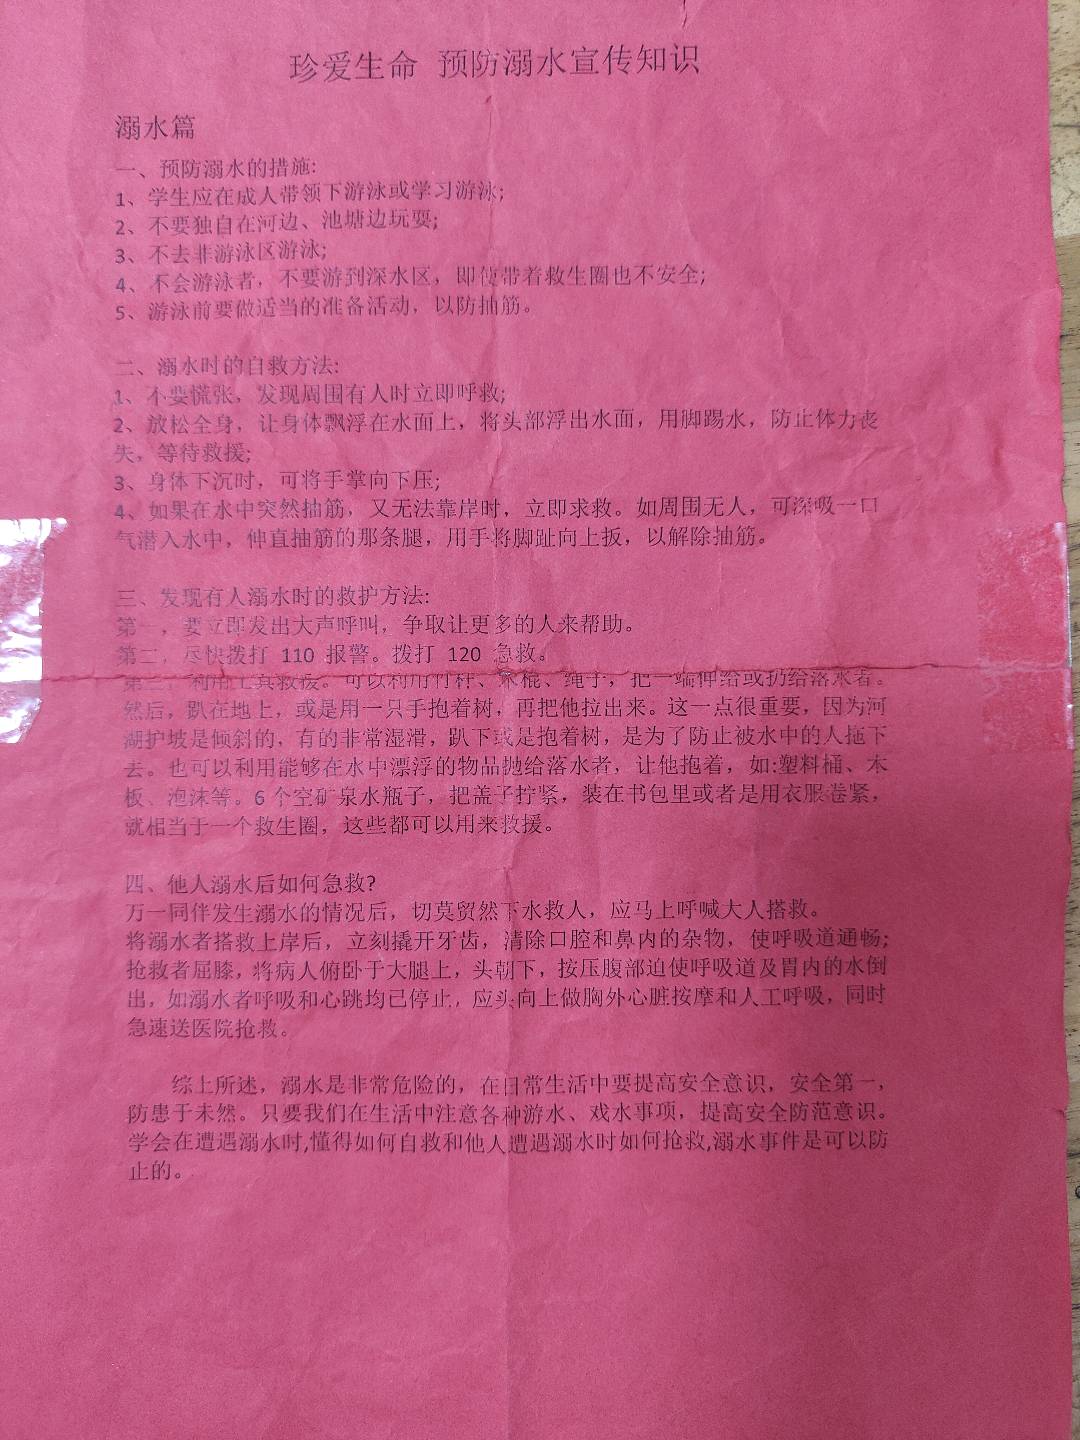 珍爱生命 预防溺水宣传知识
溺水篇
一、预防溺水的措施:
1、学生应在成人带领下游泳或学习游泳;
2、不要独自在河边、池塘边玩耍;
3、不去非游泳区游泳;
4、不会游泳者，不要游到深水区，即使带着救生圈也不安全;
5、游泳前要做适当的准备活动，以防抽筋。
二、溺水时的自救方法:
1、不要慌张，发现周围有人时立即呼救;
2、放松全身，让身体飘浮在水面上，将头部浮出水面，用脚踢水，防止体力丧
失，等待救援;
3、身体下沉时，可将手掌向下压;
4、如果在水中突然抽筋，又无法靠岸时，立即求救。如周围无人，可深吸一口
气潜入水中，伸直抽筋的那条腿，用手将脚趾向上扳，以解除抽筋。
三、发现有人溺水时的救护方法:
第一，要立即发出大声呼叫，争取让更多的人来帮助。
第二，尽快拨打 110 报警。拨打 120 急救。
第三，利用工具救援。可以利用竹杆、木棍、绳子，把一端伸给或扔给落水者。
然后，趴在地上，或是用一只手抱着树，再把他拉出来。这一点很重要，因为河
湖护坡是倾斜的，有的非常湿滑，趴下或是抱着树，是为了防止被水中的人拖下
去。也可以利用能够在水中漂浮的物品抛给落水者，让他抱着，如:塑料桶、木
板、泡沫等。6 个空矿泉水瓶子，把盖子拧紧，装在书包里或者是用衣服卷紧，
就相当于一个救生圈，这些都可以用来救援。
四、他人溺水后如何急救?
万一同伴发生溺水的情况后，切莫贸然下水救人，应马上呼喊大人搭救。
将溺水者搭救上岸后，立刻撬开牙齿，清除口腔和鼻内的杂物，使呼吸道通畅;
抢救者屈膝，将病人俯卧于大腿上，头朝下，按压腹部迫使呼吸道及胃内的水倒
出，如溺水者呼吸和心跳均已停止，应头向上做胸外心脏按摩和人工呼吸，同时
急速送医院抢救。
综上所述，溺水是非常危险的，在日常生活中要提高安全意识，安全第一，
防患于未然。只要我们在生活中注意各种游水、戏水事项，提高安全防范意识。
学会在遭遇溺水时,懂得如何自救和他人遭遇溺水时如何抢救,溺水事件是可以防
止的。